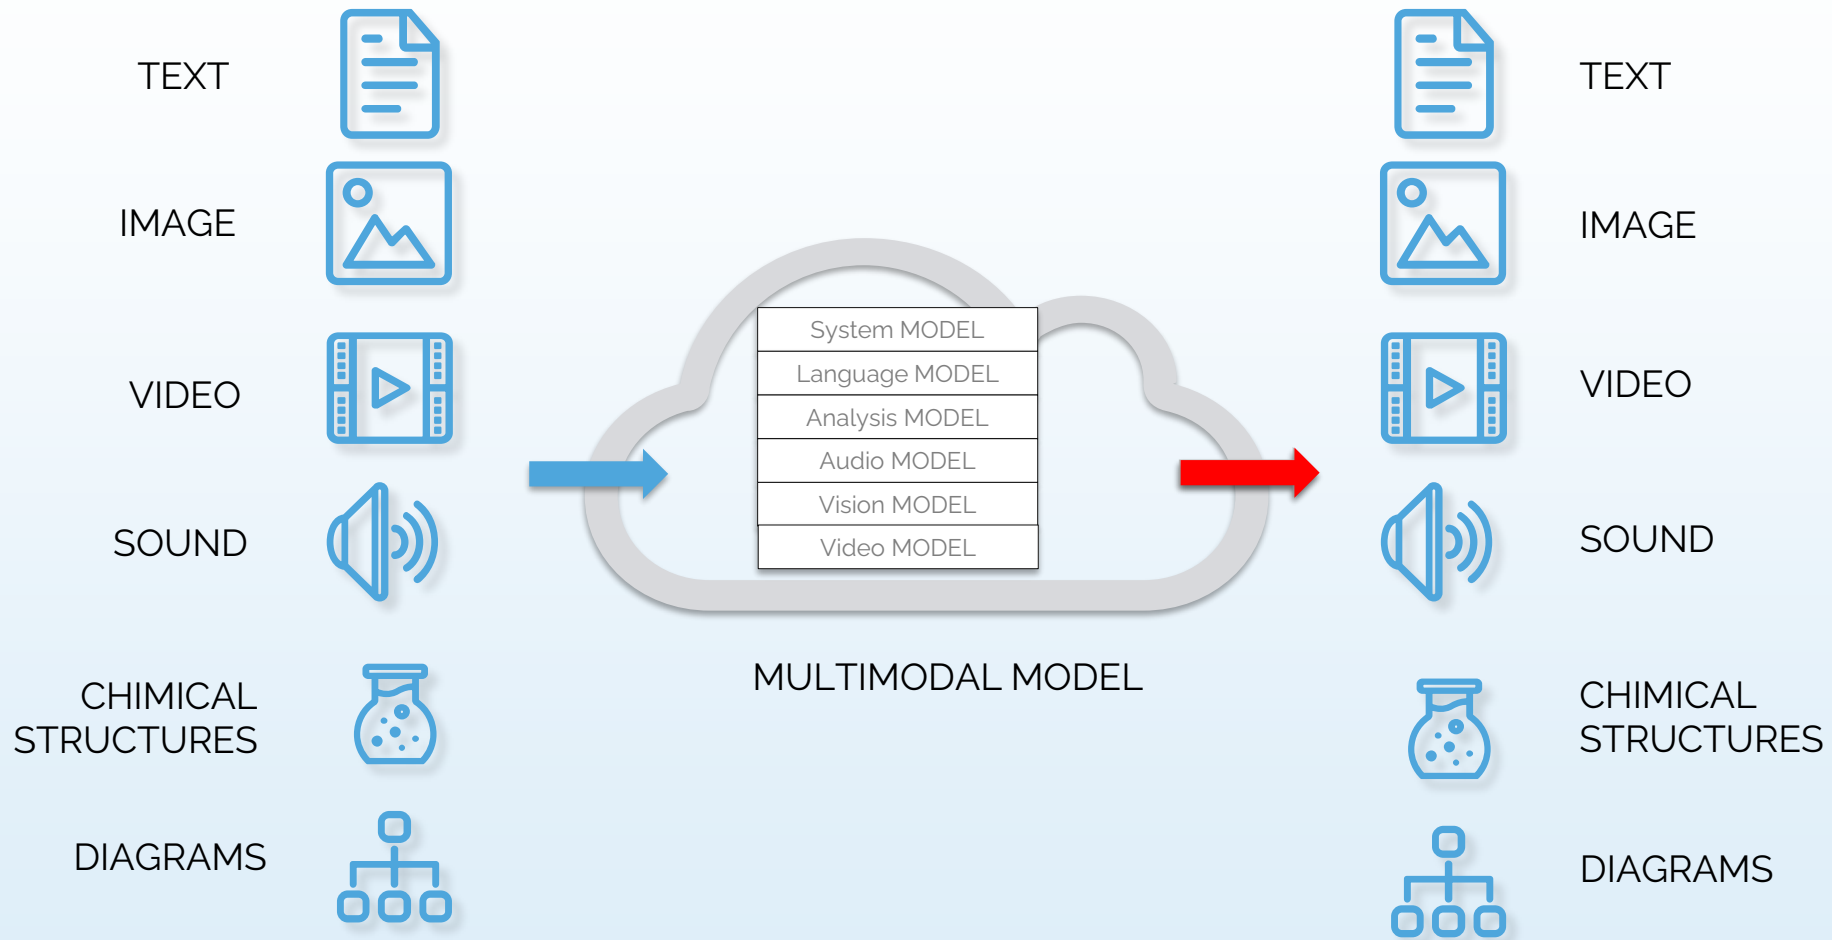 TEXT
IMAGE
VIDEO
SOUND
CHIMICAL
STRUCTURES
DIAGRAMS
System MODEL
Language MODEL
Analysis MODEL
Audio MODEL
Vision MODEL
Video MODEL
MULTIMODAL MODEL
TEXT
IMAGE
VIDEO
SOUND
CHIMICAL
STRUCTURES
DIAGRAMS